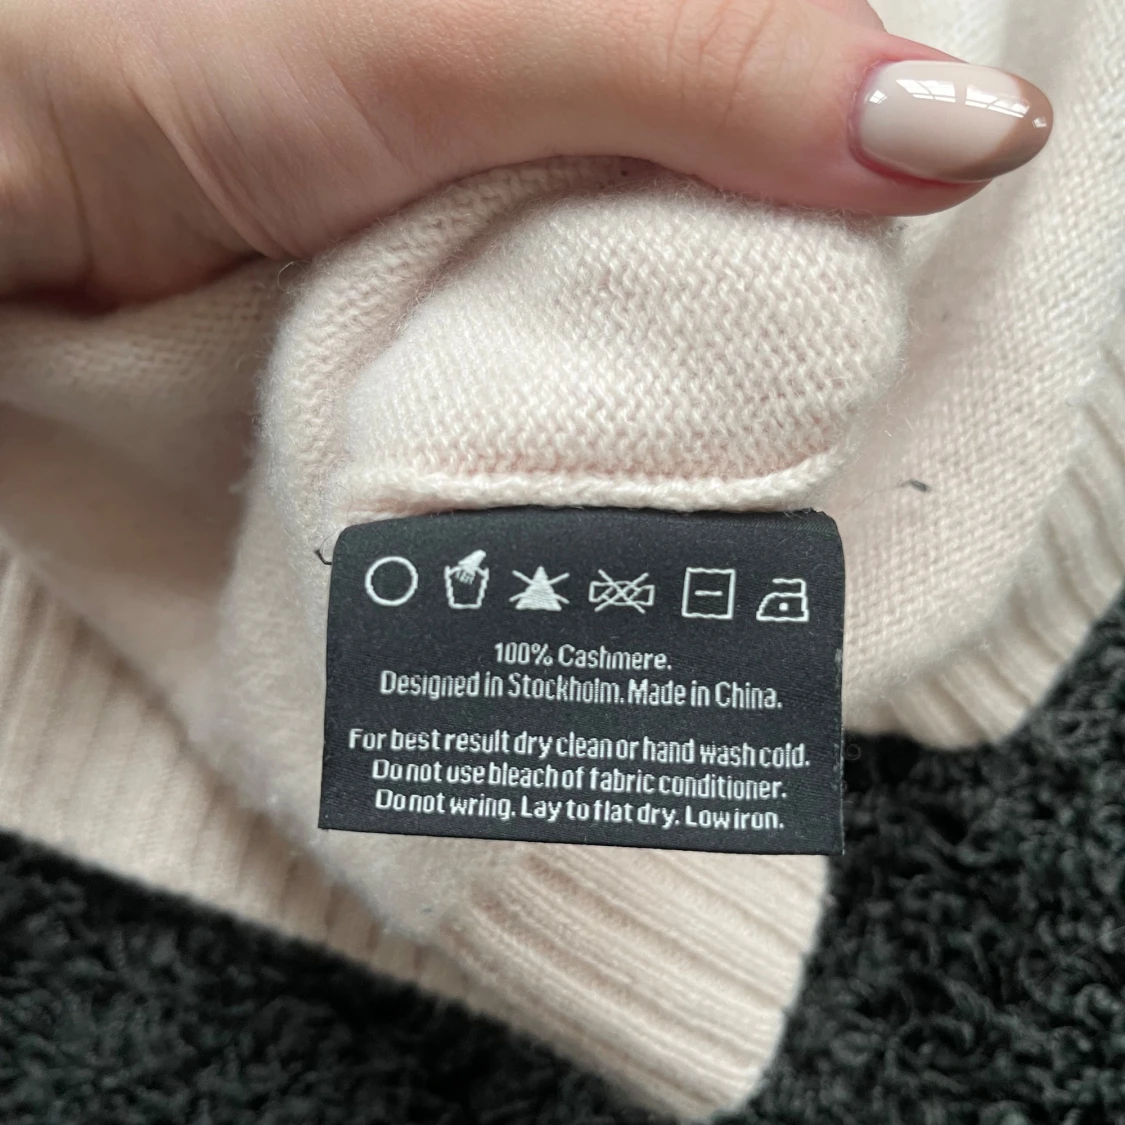 100% Cashmere.
Designed in Stockholm. Made in China.
For best result dry clean or hand wash cold.
Do not use bleach of fabric conditioner.
Do not wring. Lay to flat dry. Low iron.